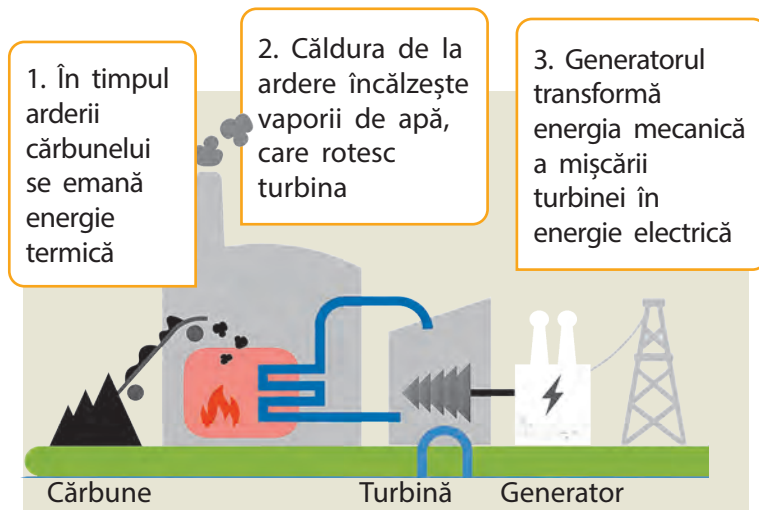 1. În timpul
arderii
cărbunelui
se emană
energie
termică
2. Căldura de la
ardere încălzește
vaporii de apă,
care rotesc
turbina
3. Generatorul
transformă
energia mecanică
a mișcării
turbinei în
energie electrică
Cărbune
Turbină
Generator